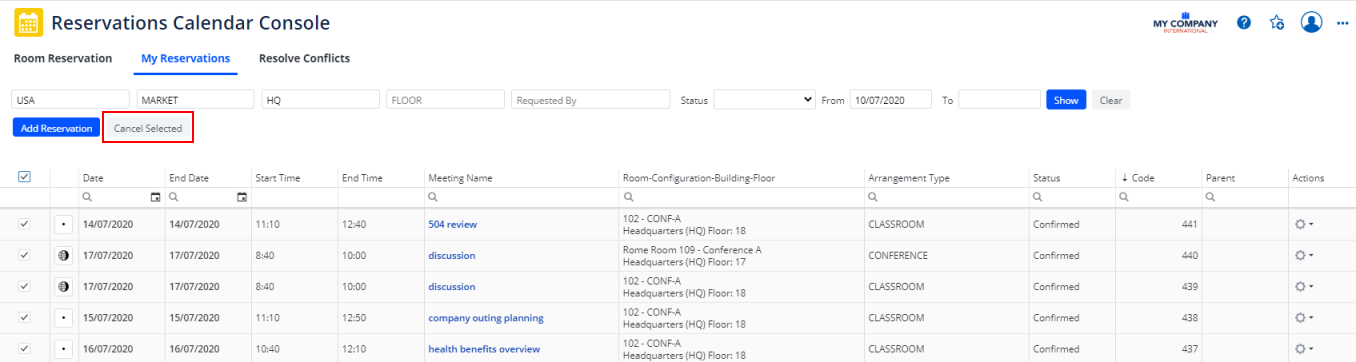 Reservations Calendar Console
MY COMPANY
INTERNATIONAL
?
Room Reservation My Reservations Resolve Conflicts
USA MARKET HQ FLOOR Requested By Status From 10/07/2020 To Show Clear
Add Reservation Cancel Selected
Date End Date Start Time End Time Meeting Name Room-Configuration-Building-Floor Arrangement Type Status ↓ Code Parent Actions
14/07/2020 14/07/2020 11:10 12:40 504 review 102 - CONF-A CLASSROOM Confirmed 441
Headquarters (HQ) Floor: 18
17/07/2020 17/07/2020 8:40 10:00 discussion Rome Room 109 - Conference A CONFERENCE Confirmed 440
Headquarters (HQ) Floor: 17
17/07/2020 17/07/2020 8:40 10:00 discussion 102 - CONF-A CLASSROOM Confirmed 439
Headquarters (HQ) Floor: 18
15/07/2020 15/07/2020 11:10 12:50 company outing planning 102 - CONF-A CLASSROOM Confirmed 438
Headquarters (HQ) Floor: 18
16/07/2020 16/07/2020 10:40 12:10 health benefits overview 102 - CONF-A CLASSROOM Confirmed 437
Headquarters (HQ) Floor: 18